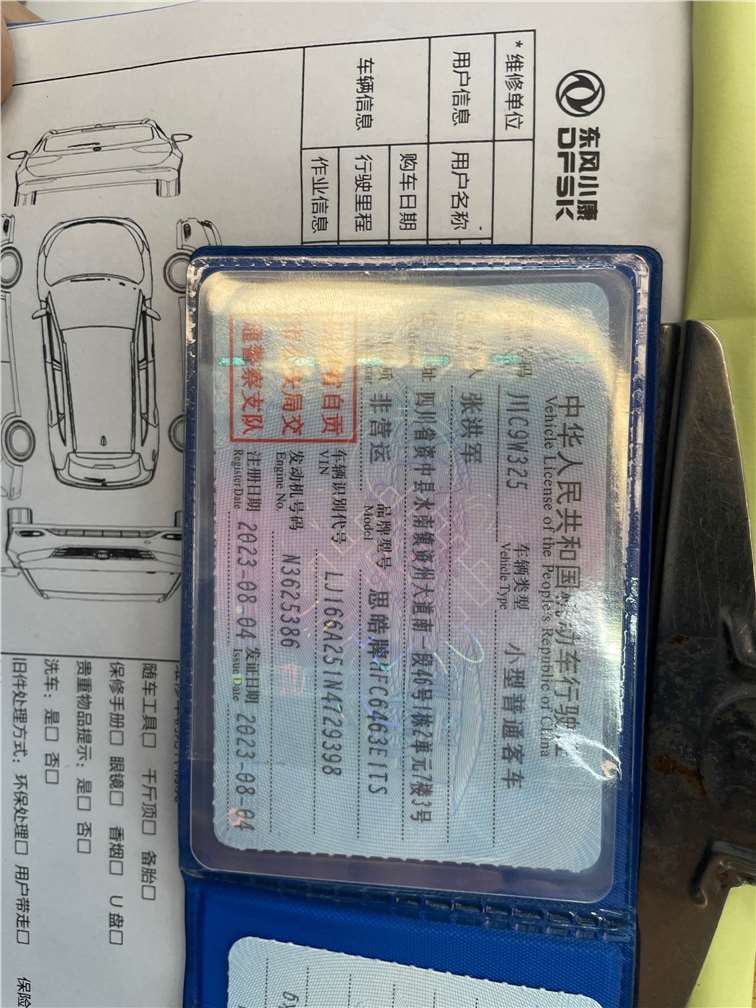 东风小康
DFSK
*维修单位
用户信息
用户名称
车辆信息
购车日期
行驶里程
作业信息
中华人民共和国机动车行驶证
Vehicle License of the People's Republic of China
川C9W325
车辆类型
Vehicle Type
小型普通客车
张洪军
址
四川省资中县水南镇资州大道南一段46号1栋2单元7楼3号
质
非营运
品牌型号
Model
思皓牌HFC6463E1TS
省自贡
市公安局交
通警察支队
车辆识别代号
VIN
LJ166A251N4729398
发动机号码
Engine No.
N3625386
注册日期
Register Date
2023-08-04
发证日期
Issue Date
2023-08-04
随车工具□ 千斤顶□ 备胎□
保修手册□ 眼镜□ 香烟□ U盘□
贵重物品提示: 是□ 否□
洗车: 是□ 否□
旧件处理方式: 环保处理□ 用户带走□
保险